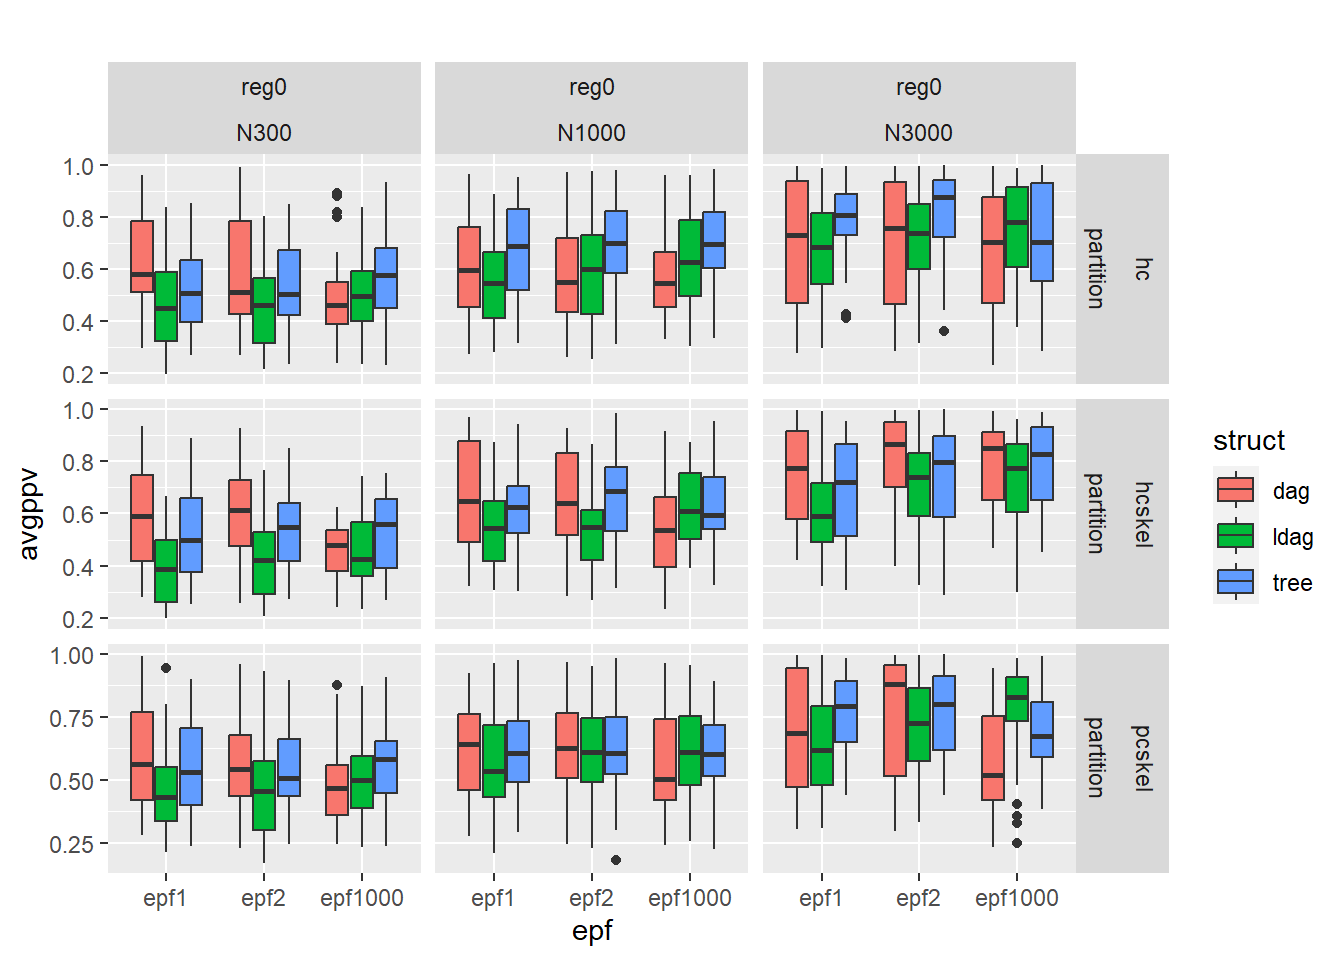 reg0
reg0
reg0
N300
N1000
N3000
1.0
0.8
0.6
0.4
0.2
partition
hc
1.0
0.8
0.6
0.4
0.2
partition
hcskel
1.00
0.75
0.50
0.25
partition
pcskel
avgppv
epf1
epf2
epf1000
epf1
epf2
epf1000
epf1
epf2
epf1000
epf
struct
dag
ldag
tree